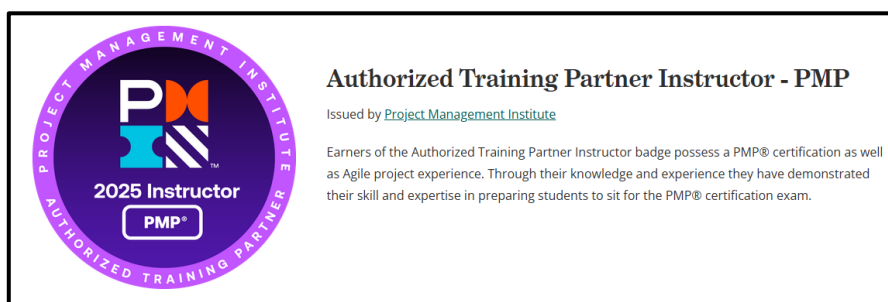 PROJECT MANAGEMENT INSTITUTE
P
M
I
N
TM
2025 Instructor
PMP®
AUTHORIZED TRAINING PARTNER
Authorized Training Partner Instructor - PMP
Issued by Project Management Institute
Earners of the Authorized Training Partner Instructor badge possess a PMP® certification as well
as Agile project experience. Through their knowledge and experience they have demonstrated
their skill and expertise in preparing students to sit for the PMP® certification exam.